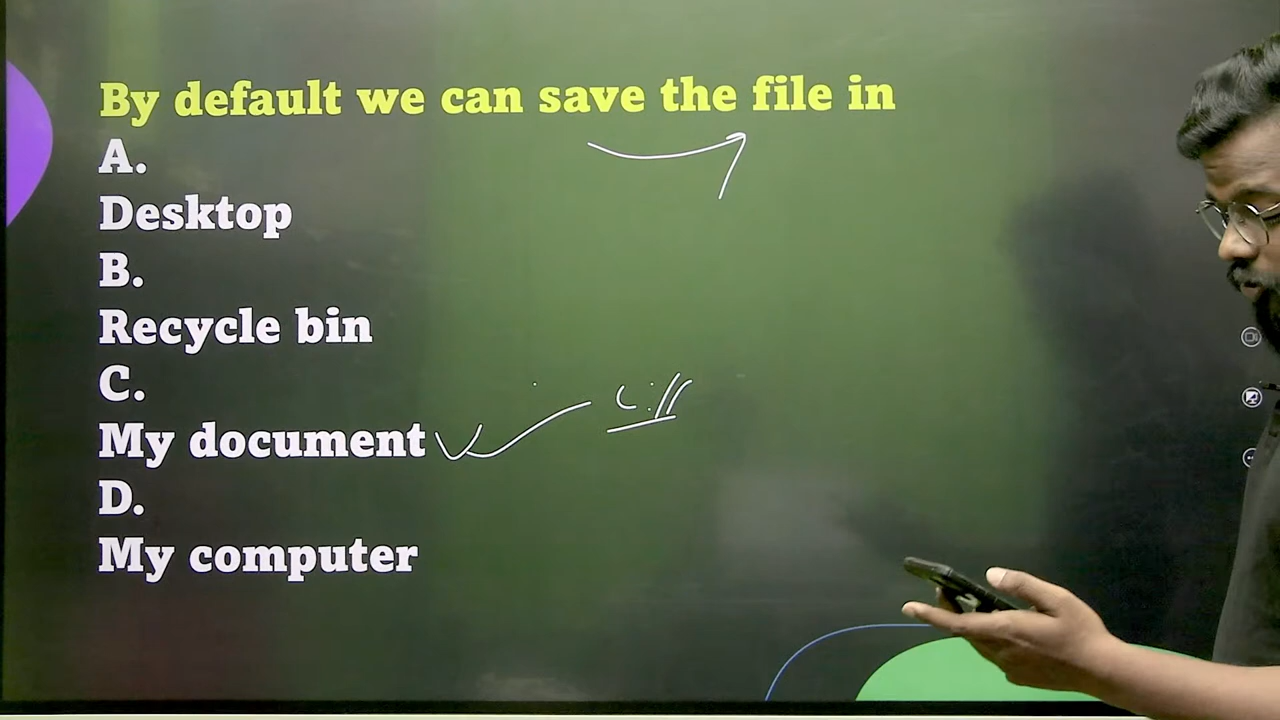 By default we can save the file in
A.
Desktop
B.
Recycle bin
C.
My document
D.
My computer